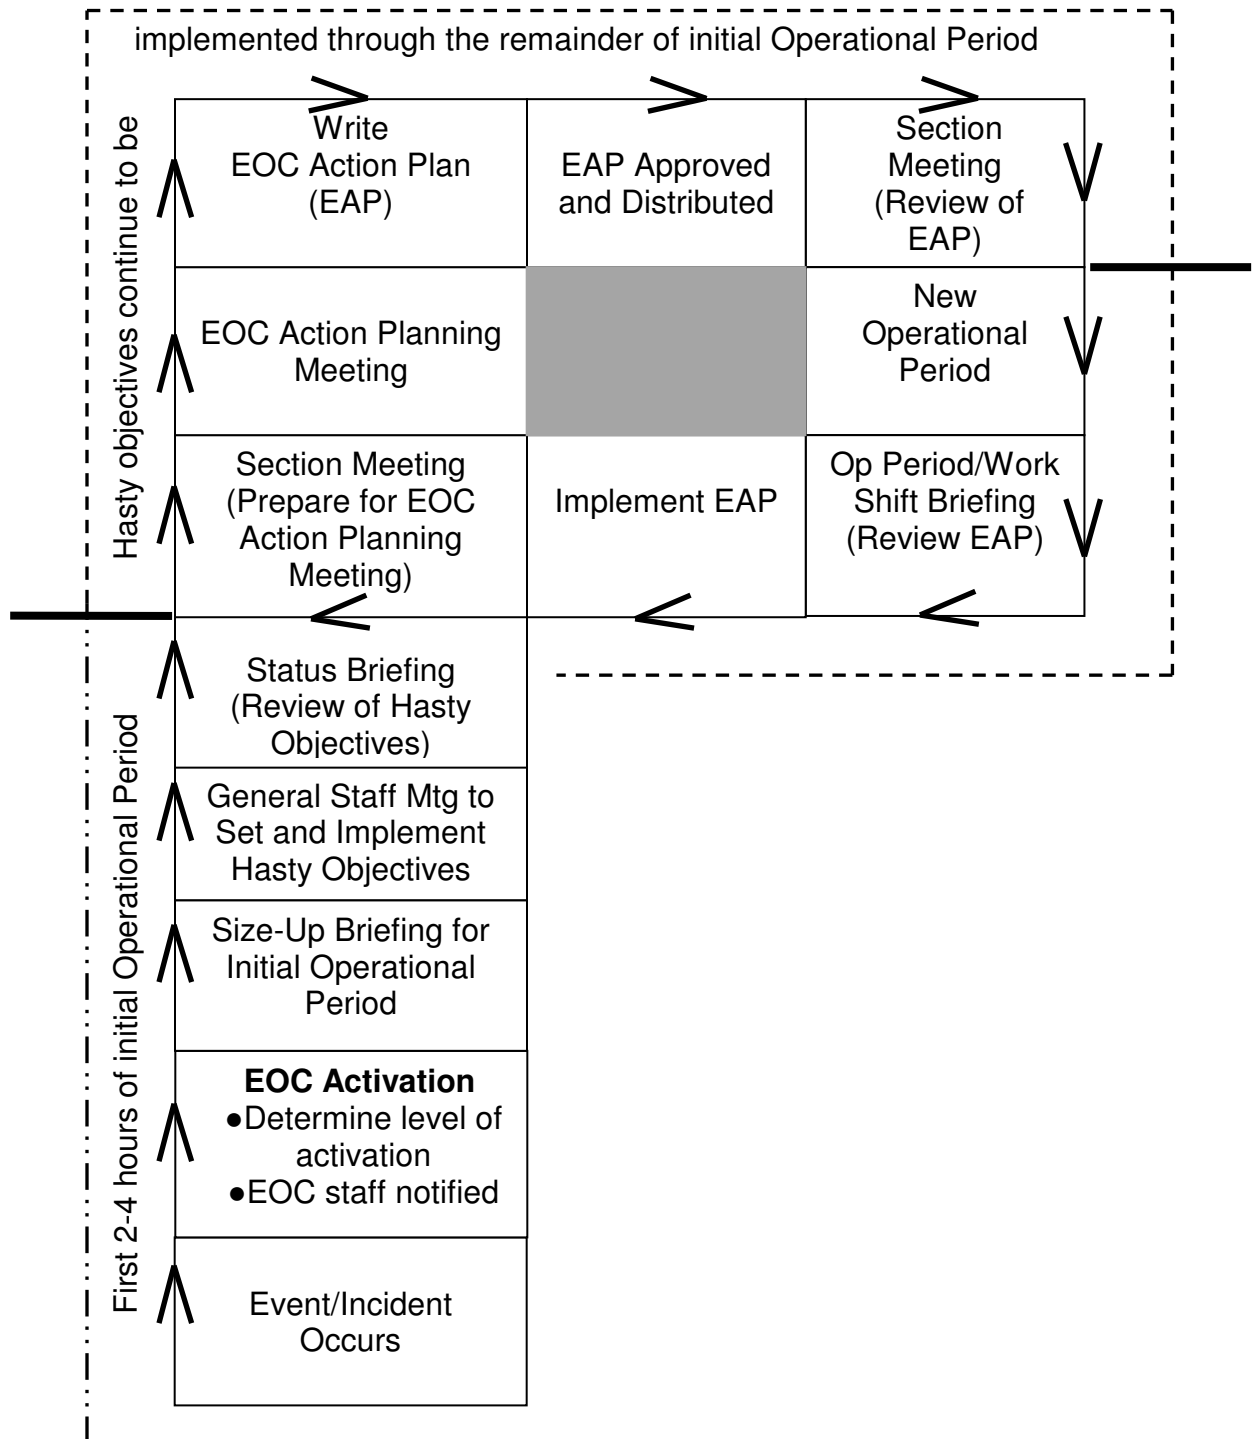 implemented through the remainder of initial Operational Period
Hasty objectives continue to be
Write
EOC Action Plan
(EAP)
EAP Approved
and Distributed
Section
Meeting
(Review of
EAP)
EOC Action Planning
Meeting
New
Operational
Period
Section Meeting
(Prepare for EOC
Action Planning
Meeting)
Implement EAP
Op Period/Work
Shift Briefing
(Review EAP)
First 2-4 hours of initial Operational Period
Status Briefing
(Review of Hasty
Objectives)
General Staff Mtg to
Set and Implement
Hasty Objectives
Size-Up Briefing for
Initial Operational
Period
EOC Activation
●Determine level of
activation
●EOC staff notified
Event/Incident
Occurs